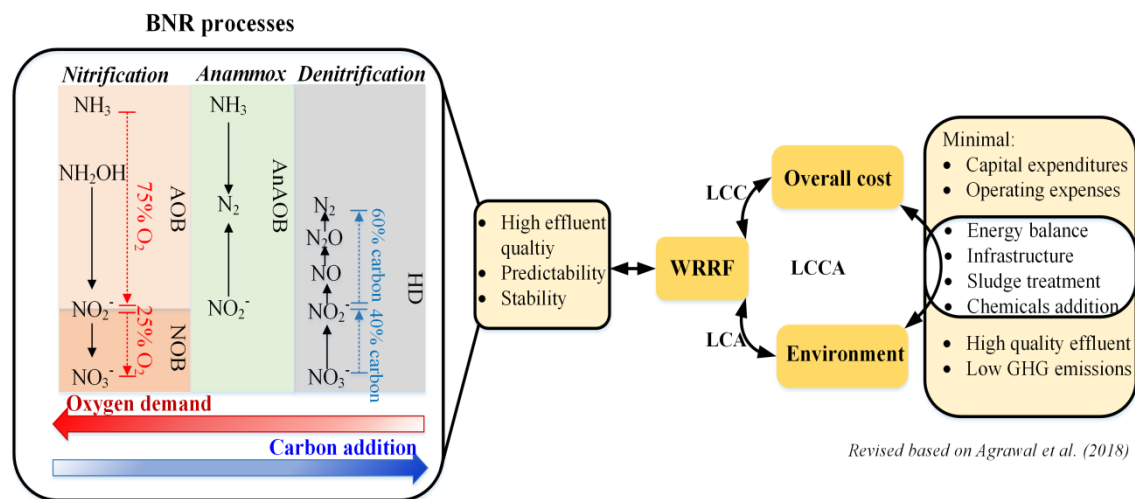 BNR processes
Nitrification Anammox Denitrification
NH₃
NH₂OH
NO₂⁻
NO₃⁻
75% O₂
25% O₂
AOB
NOB
NH₃
N₂
NO₂⁻
AnAOB
N₂
N₂O
NO
NO₂⁻
NO₃⁻
60% carbon
40% carbon
HD
Oxygen demand
Carbon addition
• High effluent
qualtiy
• Predictability
• Stability
WRRF
LCC
LCCA
LCA
Overall cost
Environment
Minimal:
• Capital expenditures
• Operating expenses
• Energy balance
• Infrastructure
• Sludge treatment
• Chemicals addition
• High quality effluent
• Low GHG emissions
Revised based on Agrawal et al. (2018)